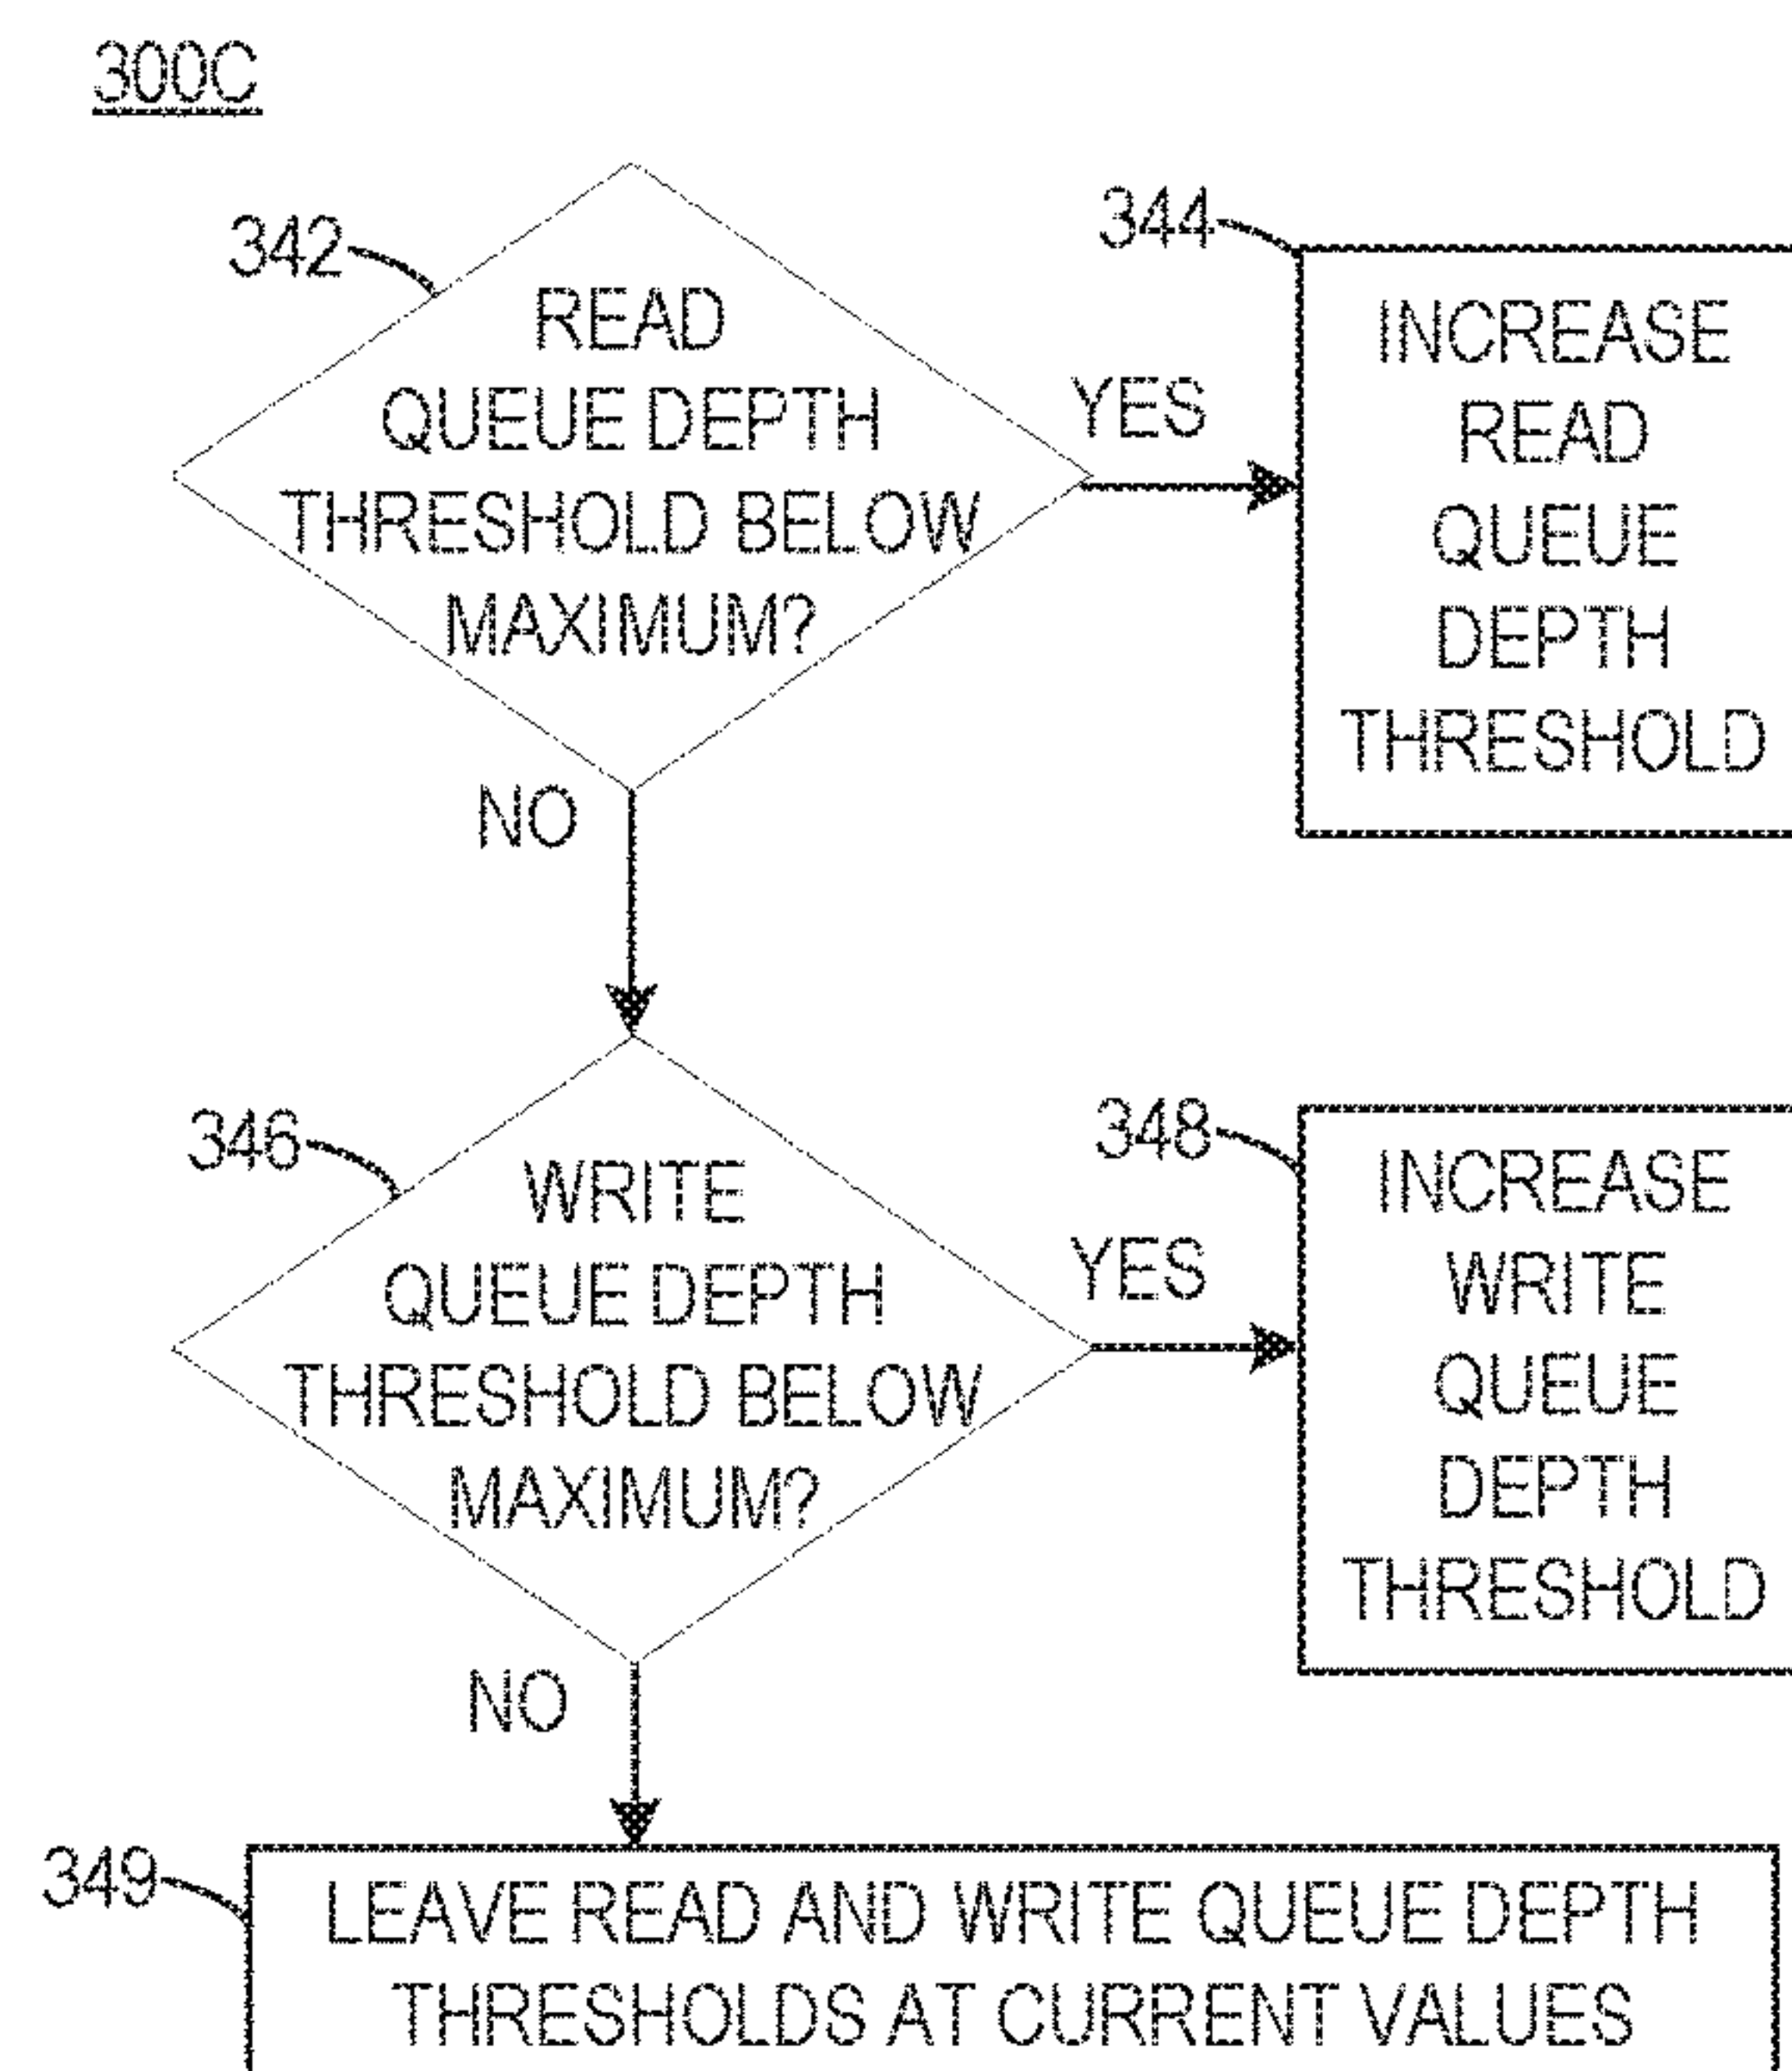 300C
342
READ
QUEUE DEPTH
THRESHOLD BELOW
MAXIMUM?
YES
344
INCREASE
READ
QUEUE
DEPTH
THRESHOLD
NO
346
WRITE
QUEUE DEPTH
THRESHOLD BELOW
MAXIMUM?
YES
348
INCREASE
WRITE
QUEUE
DEPTH
THRESHOLD
NO
349
LEAVE READ AND WRITE QUEUE DEPTH
THRESHOLDS AT CURRENT VALUES